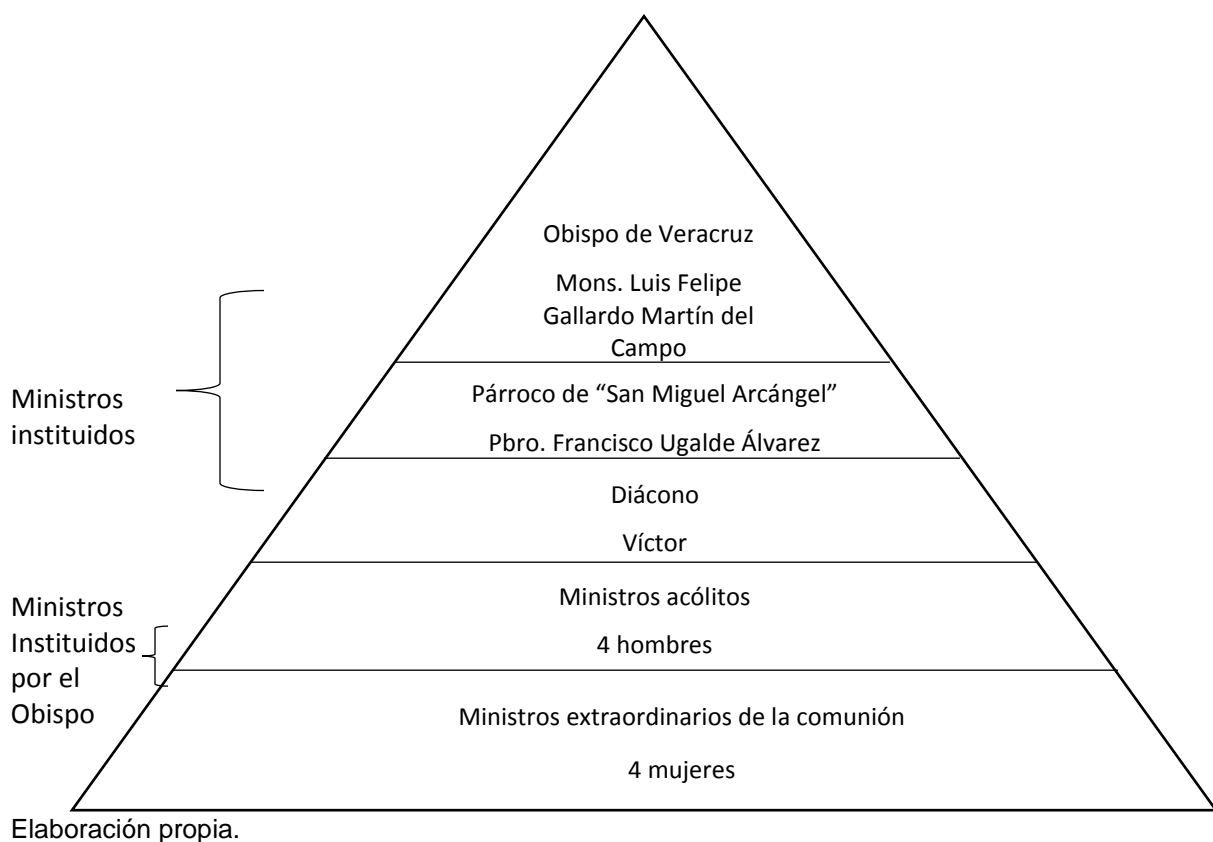 Obispo de Veracruz
Mons. Luis Felipe
Gallardo Martín del
Campo
Ministros
instituidos
Párroco de “San Miguel Arcángel”
Pbro. Francisco Ugalde Álvarez
Diácono
Víctor
Ministros
Instituidos
por el
Obispo
Ministros acólitos
4 hombres
Ministros extraordinarios de la comunión
4 mujeres
Elaboración propia.